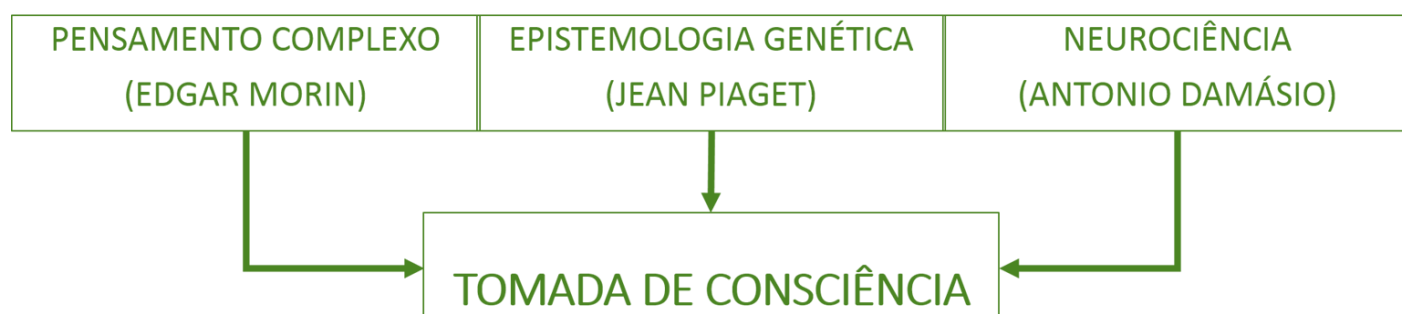 PENSAMENTO COMPLEXO
(EDGAR MORIN)
EPISTEMOLOGIA GENÉTICA
(JEAN PIAGET)
NEUROCIÊNCIA
(ANTONIO DAMÁSIO)
TOMADA DE CONSCIÊNCIA